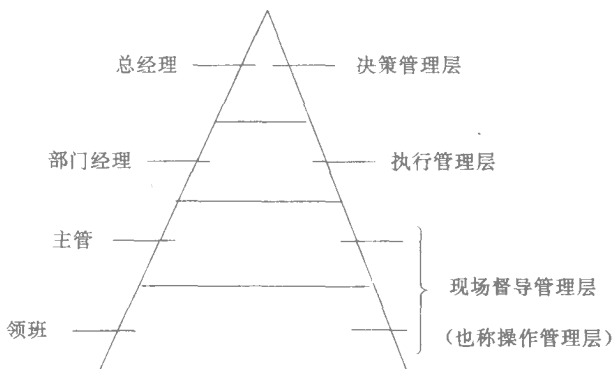 总经理
决策管理层
部门经理
执行管理层
主管
现场督导管理层
领班
(也称操作管理层)